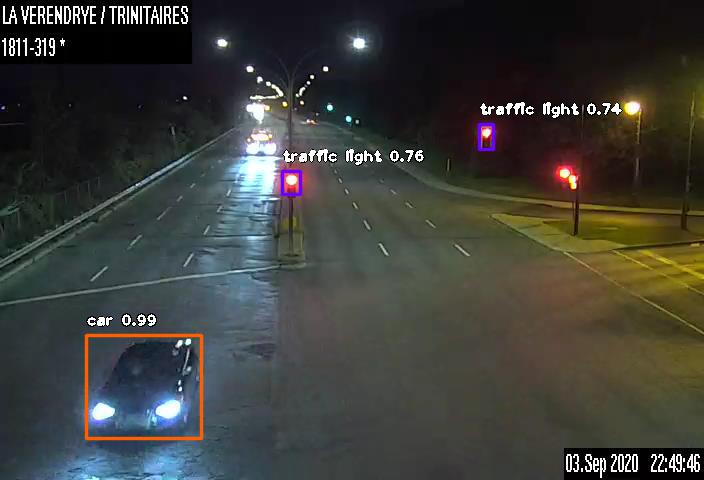 LA VERENDRYE / TRINITAIRES
1811-319 *
traffic light 0.74
traffic light 0.76
car 0.99
03.Sep 2020 22:49:46